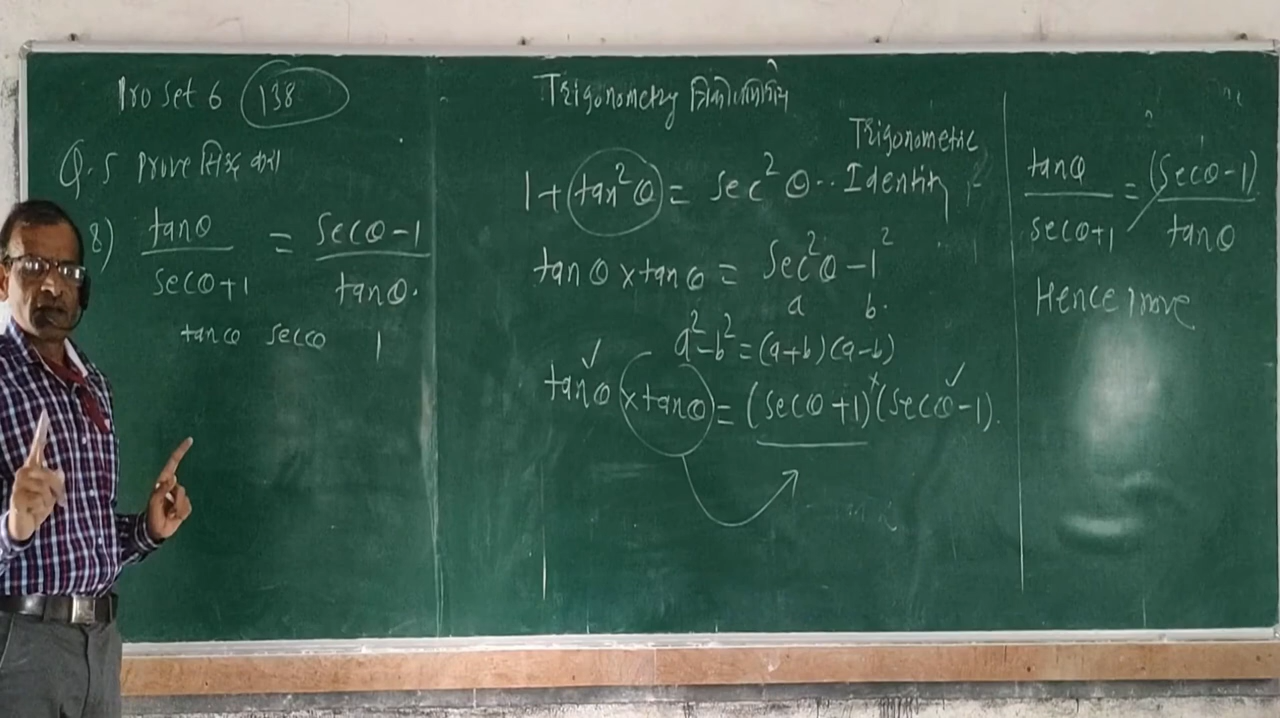 Pro Set 6 138
Q.5 Prove सिद्ध करा
8) tanθ / secθ+1 = secθ-1 / tanθ.
tanθ secθ 1
Trigonometry
Trigonometric
1 + tan²θ = sec²θ .. Identity
tanθ × tanθ = sec²θ - 1²
a b.
a² - b² = (a+b)(a-b)
tanθ × tanθ = (secθ + 1) × (secθ - 1).
tanθ / secθ+1 = (secθ-1) / tanθ
Hence prove